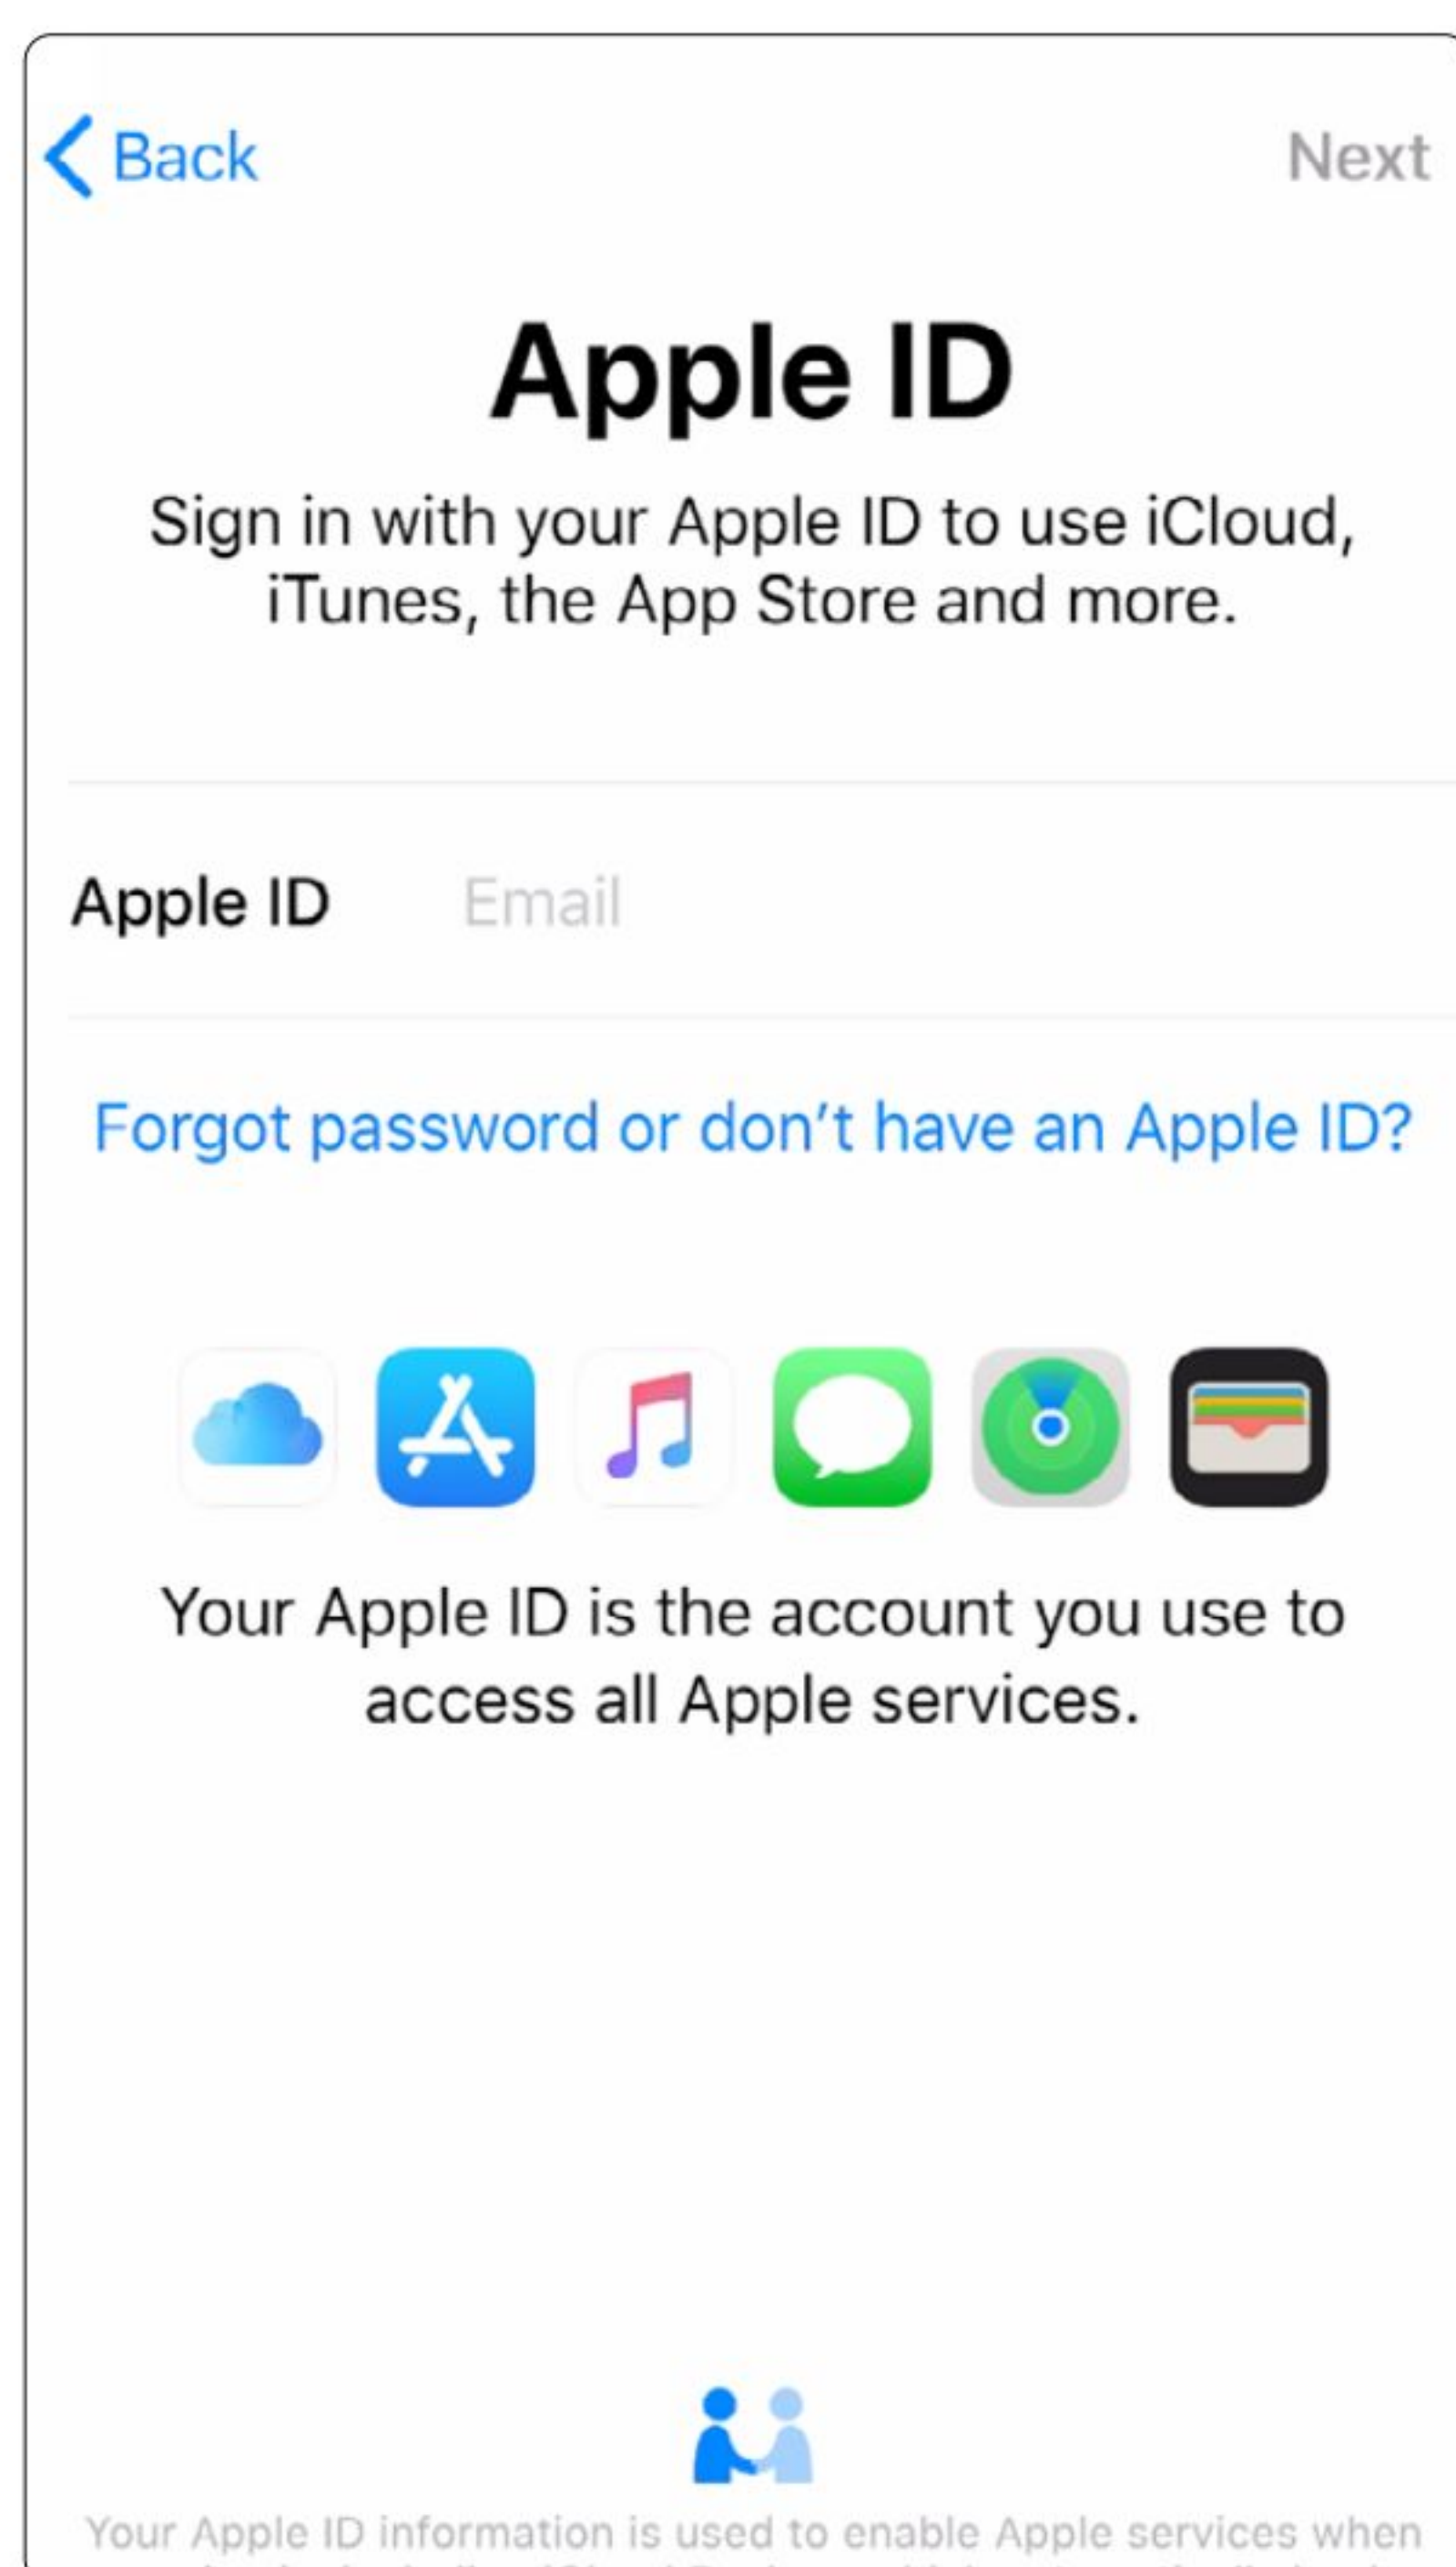 Back
Next
Apple ID
Sign in with your Apple ID to use iCloud,
iTunes, the App Store and more.
Apple ID Email
Forgot password or don't have an Apple ID?
Your Apple ID is the account you use to
access all Apple services.
Your Apple ID information is used to enable Apple services when